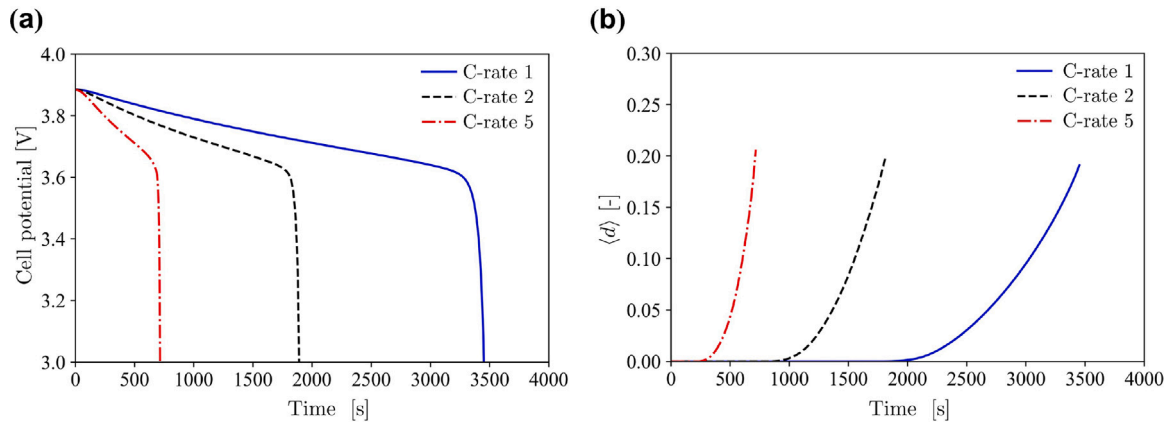 (a)
4.0
3.8
3.6
3.4
3.2
3.0
Cell potential [V]
C-rate 1
C-rate 2
C-rate 5
0 500 1000 1500 2000 2500 3000 3500 4000
Time [s]
(b)
0.30
0.25
0.20
0.15
0.10
0.05
0.00
⟨d⟩ [-]
C-rate 1
C-rate 2
C-rate 5
0 500 1000 1500 2000 2500 3000 3500 4000
Time [s]